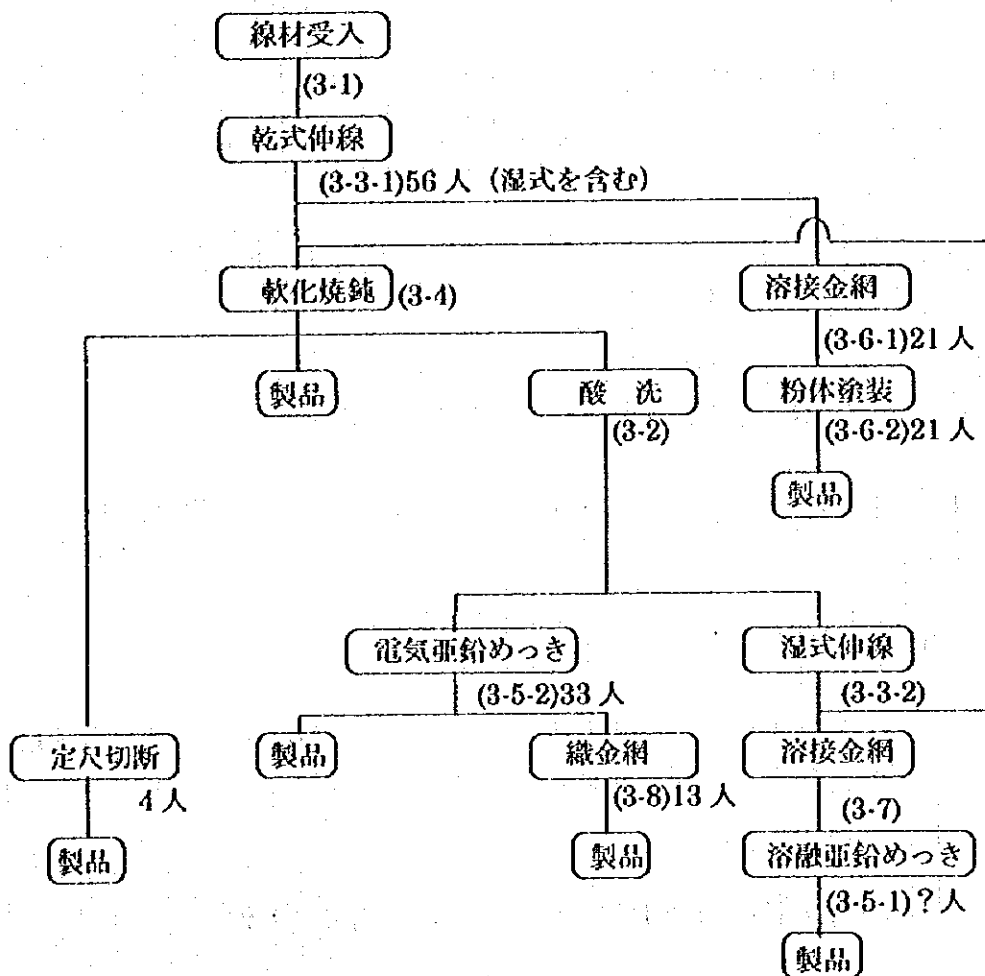 線材受入
(3-1)
乾式伸線
(3-3-1)56人（湿式を含む）
軟化焼鈍
(3-4)
溶接金網
(3-6-1)21人
製品
酸 洗
粉体塗装
(3-2)
(3-6-2)21人
製品
電気亜鉛めっき
湿式伸線
(3-5-2)33人
(3-3-2)
定尺切断
製品
織金網
溶接金網
4人
(3-8)13人
(3-7)
製品
製品
溶融亜鉛めっき
(3-5-1)？人
製品